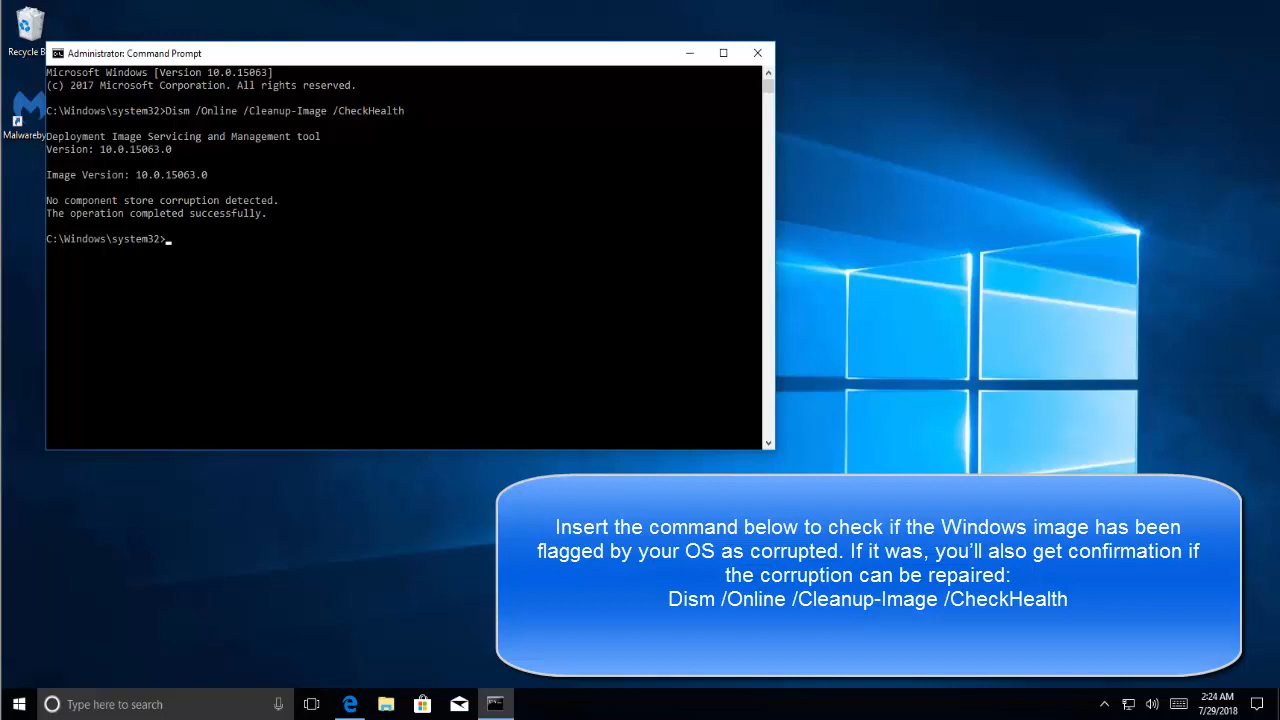 Recycle B
Administrator: Command Prompt
Microsoft Windows [Version 10.0.15063]
(c) 2017 Microsoft Corporation. All rights reserved.
C:\Windows\system32>Dism /Online /Cleanup-Image /CheckHealth
Malwareby
Deployment Image Servicing and Management tool
Version: 10.0.15063.0
Image Version: 10.0.15063.0
No component store corruption detected.
The operation completed successfully.
C:\Windows\system32>
Insert the command below to check if the Windows image has been
flagged by your OS as corrupted. If it was, you'll also get confirmation if
the corruption can be repaired:
Dism /Online /Cleanup-Image /CheckHealth
Type here to search
2:24 AM
7/29/2018